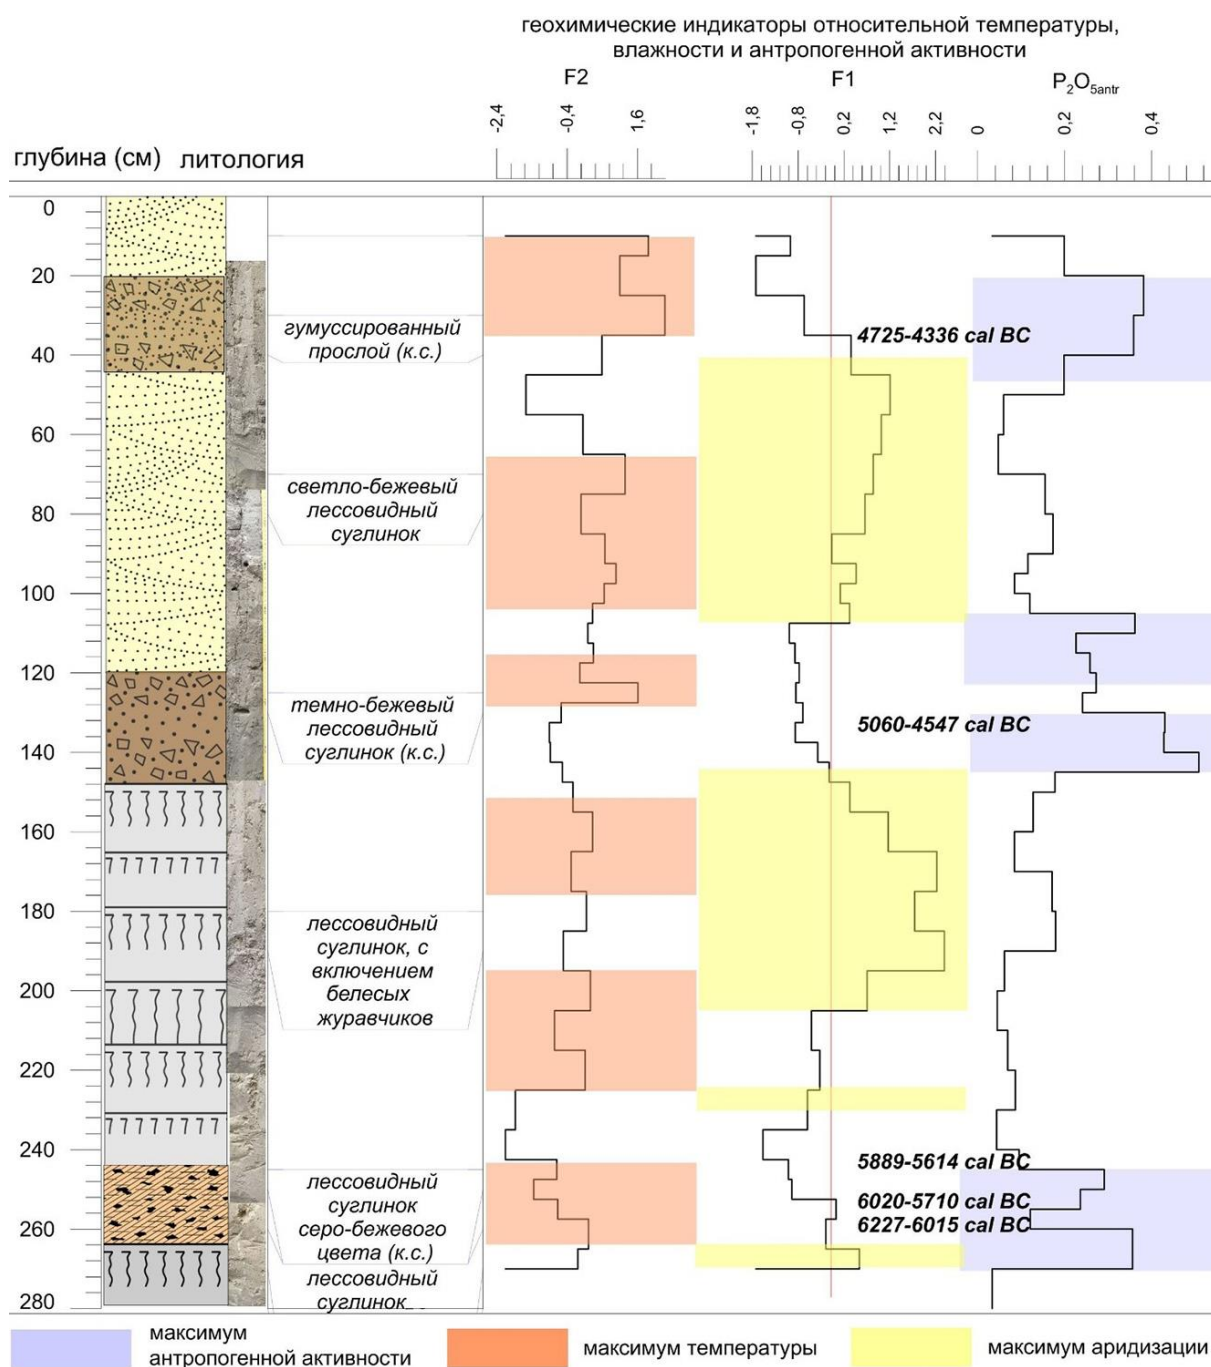 геохимические индикаторы относительной температуры,
влажности и антропогенной активности
F2 F1 P₂O₅antr
-2,4 -0,4 1,6 -1,8 -0,8 0,2 1,2 2,2 0 0,2 0,4
глубина (см) литология
0
20
гумуссированный
прослой (к.с.)
4725-4336 cal BC
40
60
светло-бежевый
лессовидный
суглинок
80
100
120
темно-бежевый
лессовидный
суглинок (к.с.)
5060-4547 cal BC
140
160
180
лессовидный
суглинок, с
включением
белесых
журавчиков
200
220
240
5889-5614 cal BC
лессовидный
суглинок
серо-бежевого
цвета (к.с.)
6020-5710 cal BC
6227-6015 cal BC
260
лессовидный
суглинок
280
максимум
антропогенной активности
максимум температуры
максимум аридизации